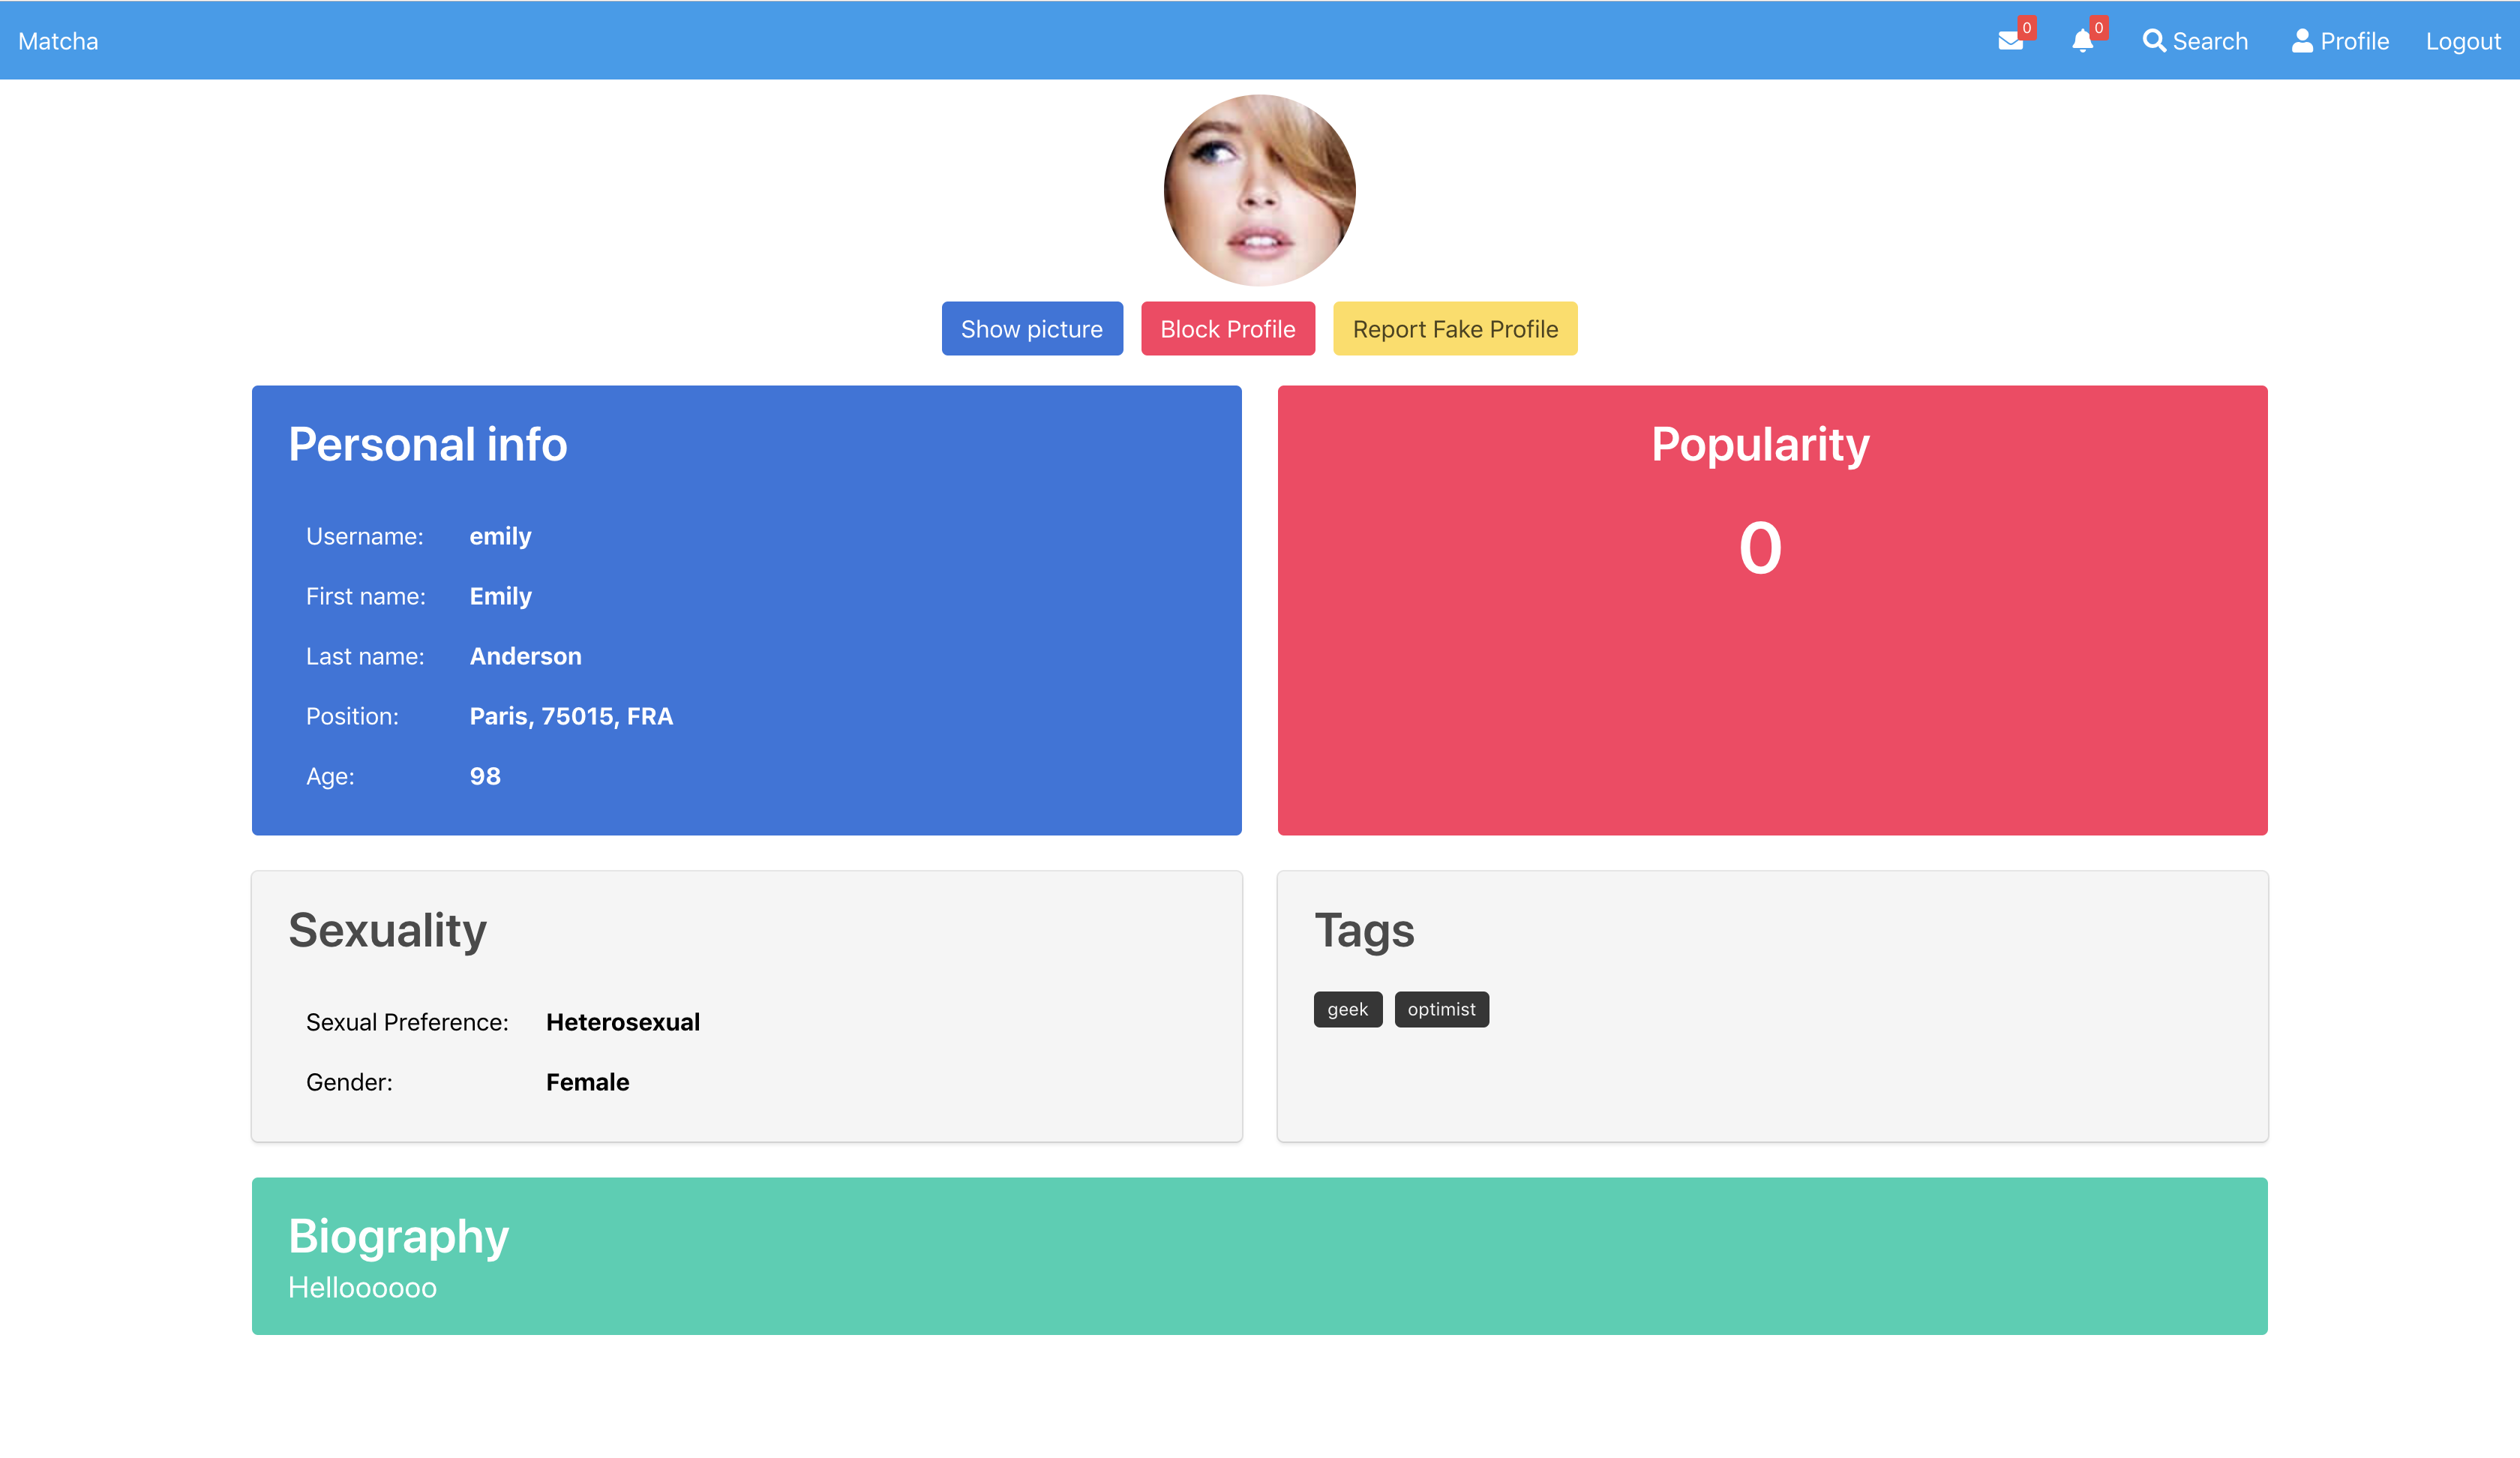 Matcha
0
0
Search
Profile
Logout
Show picture
Block Profile
Report Fake Profile
Personal info
Username: emily
First name: Emily
Last name: Anderson
Position: Paris, 75015, FRA
Age: 98
Popularity
0
Sexuality
Sexual Preference: Heterosexual
Gender: Female
Tags
geek
optimist
Biography
Helloooooo